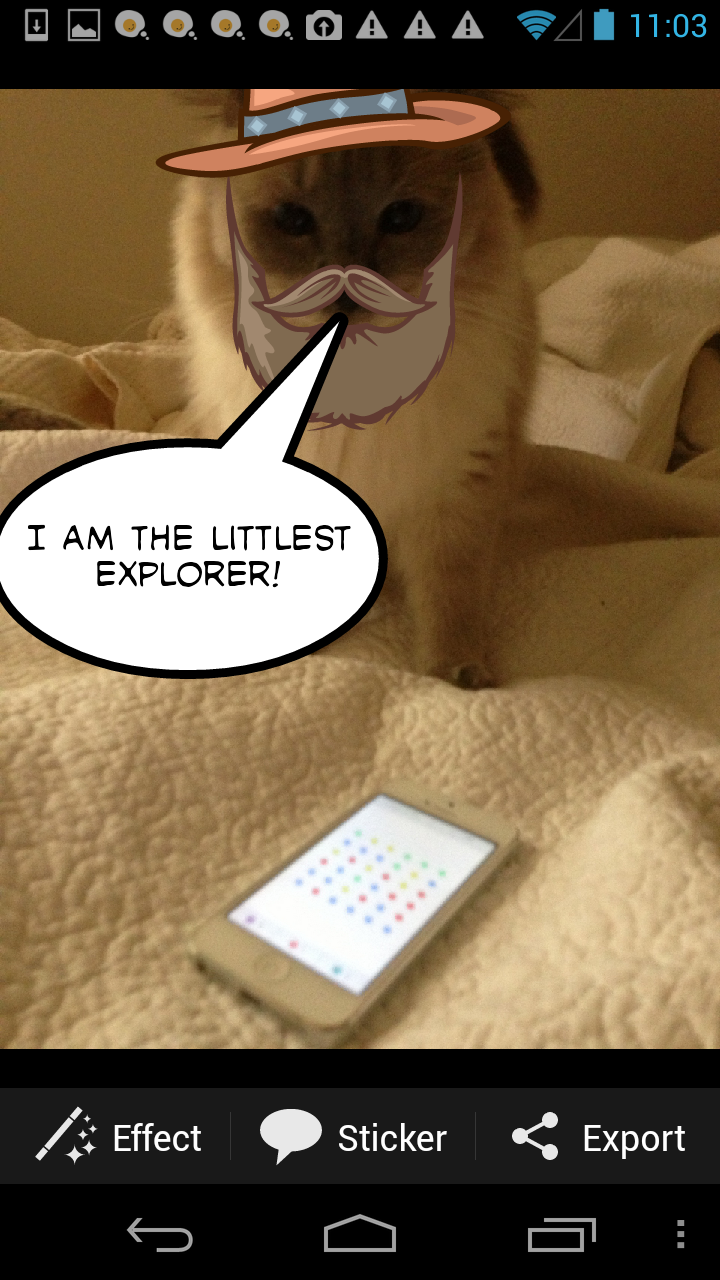 11:03
I AM THE LITTLEST
EXPLORER!
Effect
Sticker
Export